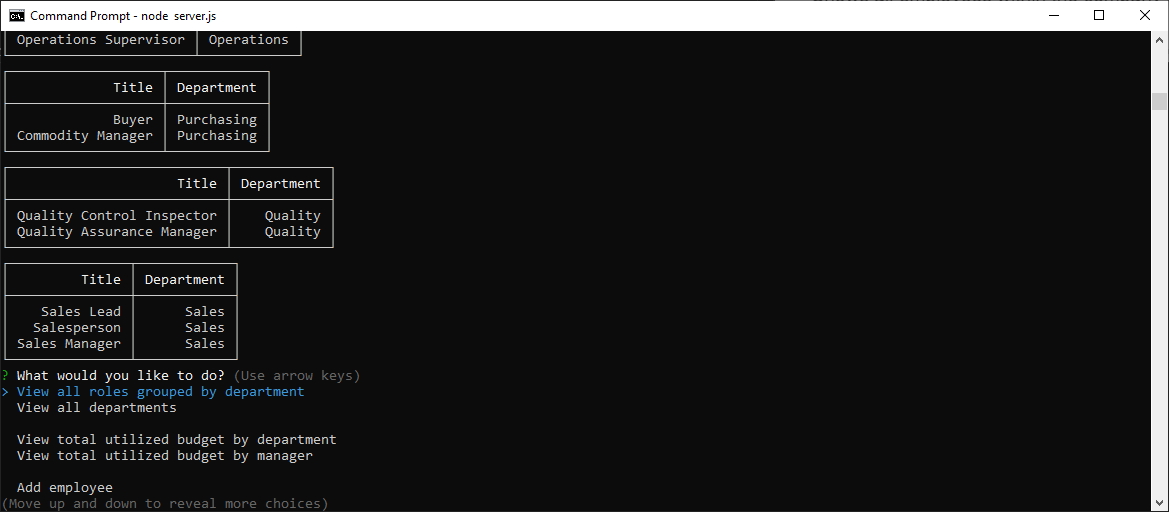 Command Prompt - node  server.js
Operations Supervisor Operations
Title Department
Buyer Purchasing
Commodity Manager Purchasing
Title Department
Quality Control Inspector Quality
Quality Assurance Manager Quality
Title Department
Sales Lead Sales
Salesperson Sales
Sales Manager Sales
? What would you like to do? (Use arrow keys)
> View all roles grouped by department
View all departments
View total utilized budget by department
View total utilized budget by manager
Add employee
(Move up and down to reveal more choices)